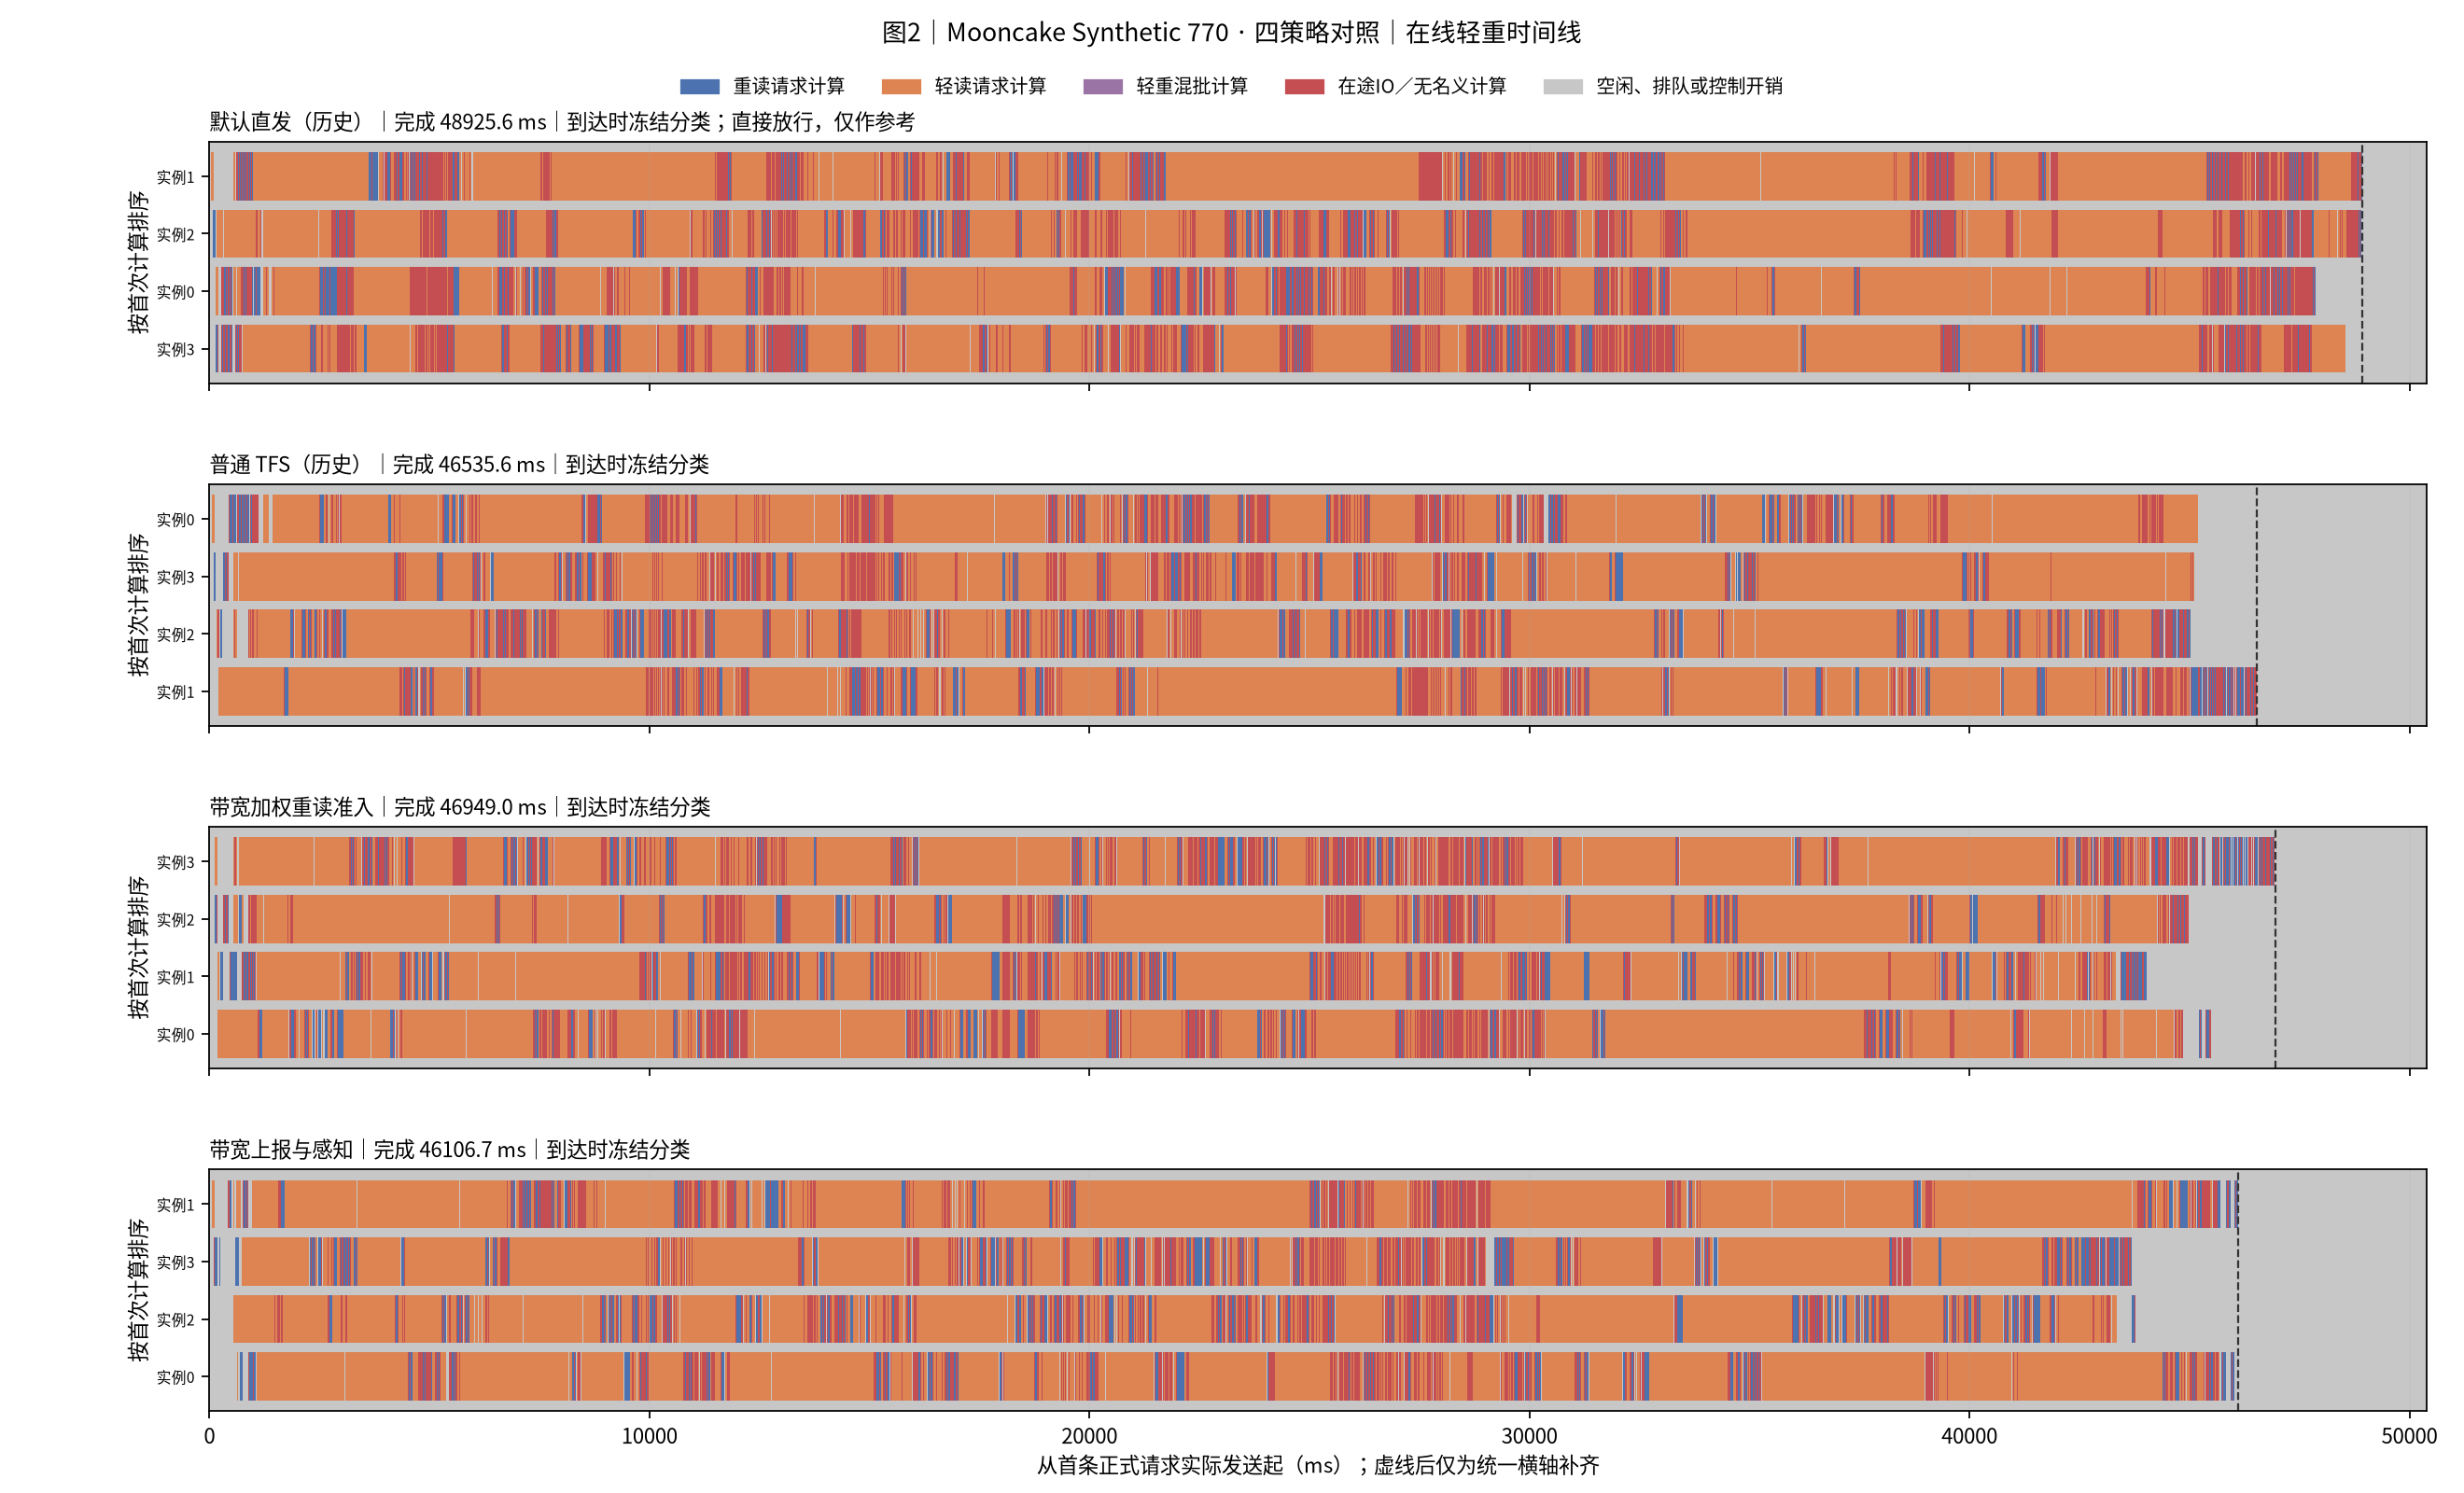 图2｜Mooncake Synthetic 770 · 四策略对照｜在线轻重时间线
重读请求计算 轻读请求计算 轻重混批计算 在途IO／无名义计算 空闲、排队或控制开销
默认直发（历史）｜完成 48925.6 ms｜到达时冻结分类；直接放行，仅作参考
按首次计算排序
实例1
实例2
实例0
实例3
普通 TFS（历史）｜完成 46535.6 ms｜到达时冻结分类
按首次计算排序
实例0
实例3
实例2
实例1
带宽加权重读准入｜完成 46949.0 ms｜到达时冻结分类
按首次计算排序
实例3
实例2
实例1
实例0
带宽上报与感知｜完成 46106.7 ms｜到达时冻结分类
按首次计算排序
实例1
实例3
实例2
实例0
0 10000 20000 30000 40000 50000
从首条正式请求实际发送起（ms）；虚线后仅为统一横轴补齐